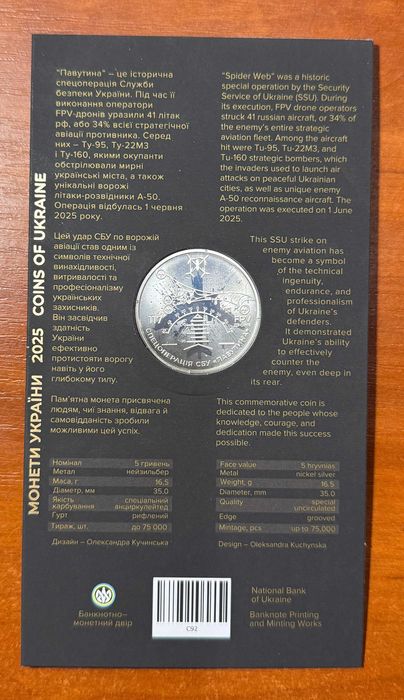 МОНЕТИ УКРАЇНИ 2025 COINS OF UKRAINE
"Павутина" – це історична
спецоперація Служби
безпеки України. Під час її
виконання оператори
FPV-дронів уразили 41 літак
рф, або 34% всієї стратегічної
авіації противника. Серед
них – Ту-95, Ту-22М3
і Ту-160, якими окупанти
обстрілювали мирні
українські міста, а також
унікальні ворожі
літаки-розвідники А-50.
Операція відбулась 1 червня
2025 року.
Цей удар СБУ по ворожій
авіації став одним із
символів технічної
винахідливості,
витривалості та
професіоналізму
українських
захисників.
Він засвідчив
здатність
України
ефективно
протистояти ворогу
навіть у його
глибокому тилу.
Пам'ятна монета присвячена
людям, чиї знання, відвага й
самовідданість зробили
можливими цей успіх.
Номінал 5 гривень
Метал нейзильбер
Маса, г 16,5
Діаметр, мм 35,0
Якість спеціальний
карбування анциркулейтед
Гурт рифлений
Тираж, шт. до 75 000
Дизайн – Олександра Кучинська
Банкнотно-
монетний двір
"Spider Web" was a historic
special operation by the Security
Service of Ukraine (SSU). During
its execution, FPV drone operators
struck 41 russian aircraft, or 34% of
the enemy's entire strategic
aviation fleet. Among the aircraft
hit were Tu-95, Tu-22M3, and
Tu-160 strategic bombers, which
the invaders used to launch air
attacks on peaceful Ukrainian
cities, as well as unique enemy
A-50 reconnaissance aircraft. The
operation was executed on 1 June
2025.
This SSU strike on
enemy aviation has
become a symbol
of the technical
ingenuity,
endurance, and
professionalism
of Ukraine's
defenders.
It demonstrated
Ukraine's ability
to effectively
counter the
enemy, even deep in
its rear.
This commemorative coin is
dedicated to the people whose
knowledge, courage, and
dedication made this success
possible.
Face value 5 hryvnias
Metal nickel silver
Weight, g 16.5
Diameter, mm 35.0
Quality special
uncirculated
Edge grooved
Mintage, pcs up to 75,000
Design – Oleksandra Kuchynska
National Bank
of Ukraine
Banknote Printing
and Minting Works
СПЕЦОПЕРАЦІЯ СБУ "ПАВУТИНА"
C92